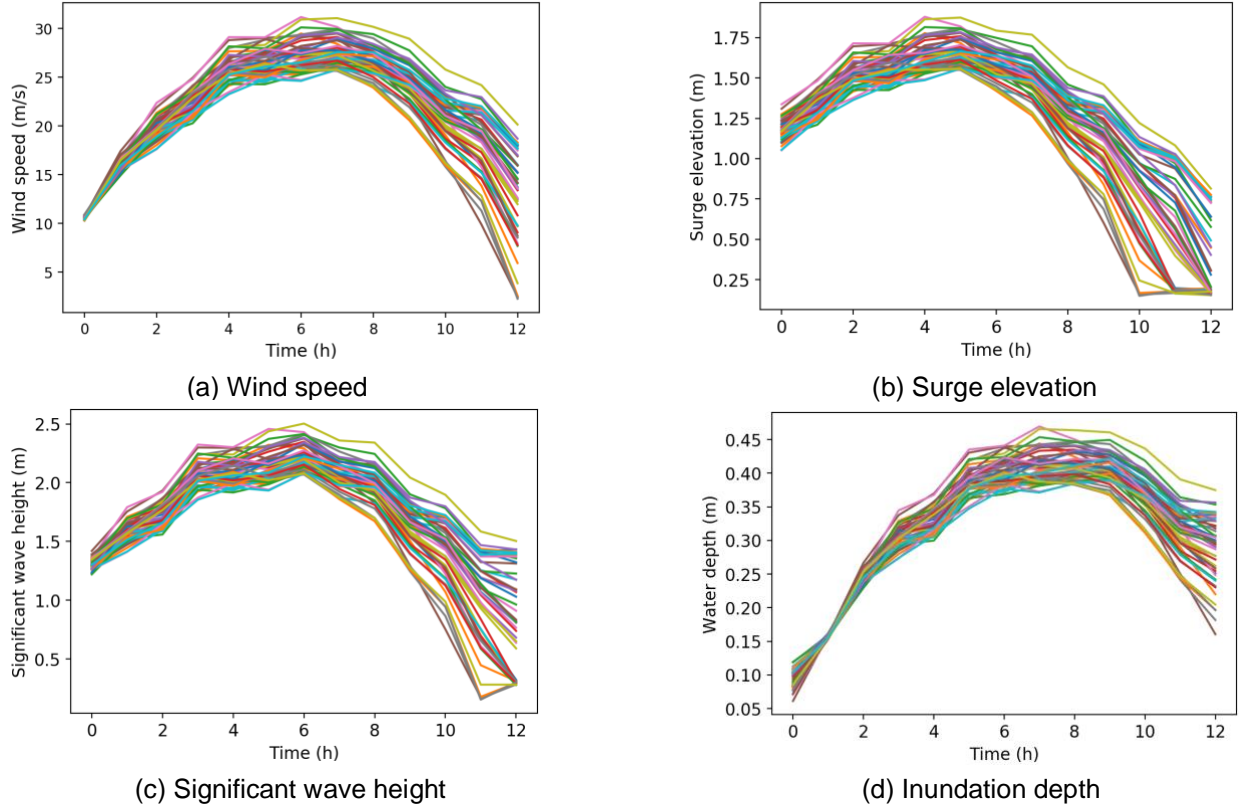 30
25
20
15
10
5
Wind speed (m/s)
0 2 4 6 8 10 12
Time (h)
(a) Wind speed
1.75
1.50
1.25
1.00
0.75
0.50
0.25
Surge elevation (m)
0 2 4 6 8 10 12
Time (h)
(b) Surge elevation
2.5
2.0
1.5
1.0
0.5
Significant wave height (m)
0 2 4 6 8 10 12
Time (h)
(c) Significant wave height
0.45
0.40
0.35
0.30
0.25
0.20
0.15
0.10
0.05
Water depth (m)
0 2 4 6 8 10 12
Time (h)
(d) Inundation depth